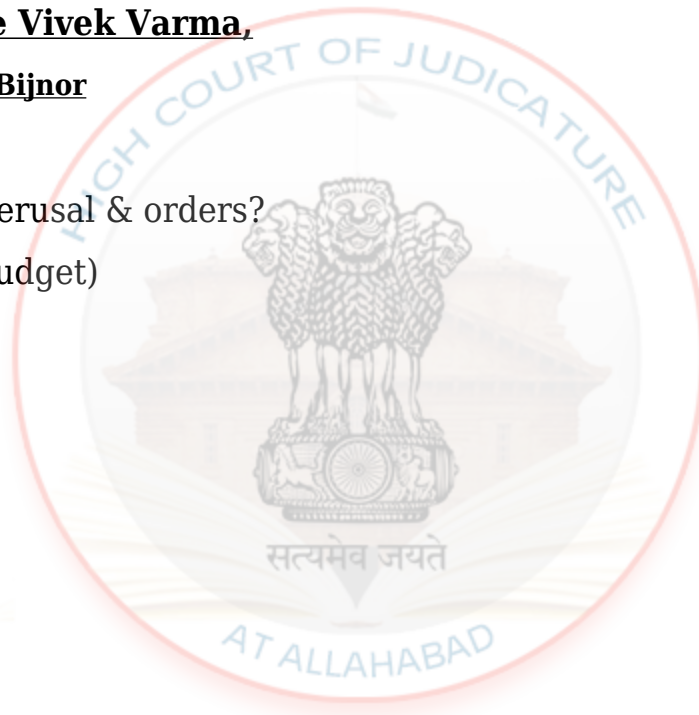 e Vivek Varma,
Bijnor
erusal & orders?
udget)
HIGH COURT OF JUDICATURE
सत्यमेव जयते
AT ALLAHABAD